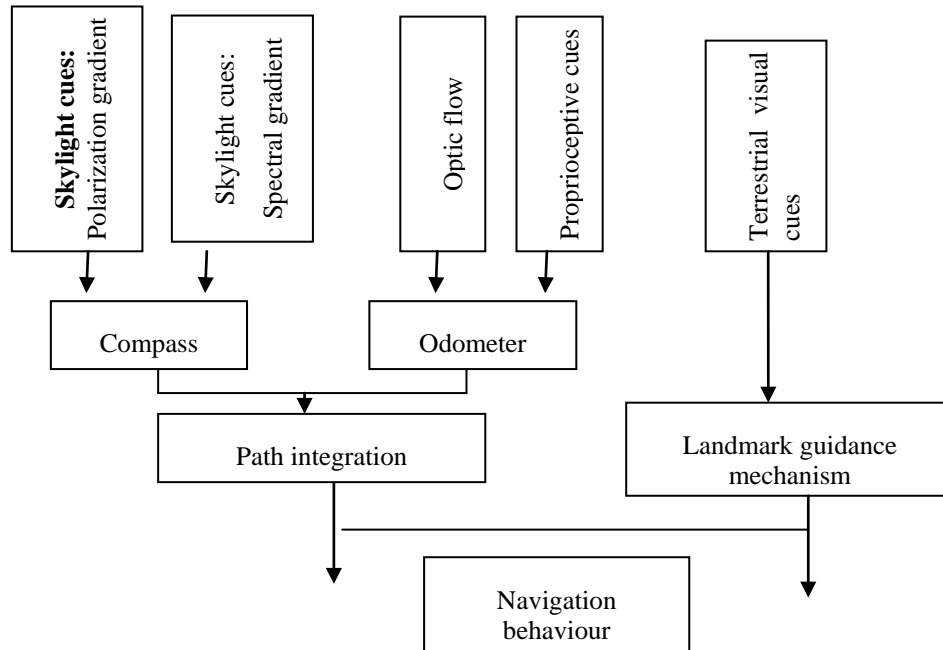 Skylight cues:
Polarization gradient
Skylight cues:
Spectral gradient
Optic flow
Proprioceptive cues
Terrestrial visual
cues
Compass
Odometer
Path integration
Landmark guidance
mechanism
Navigation
behaviour